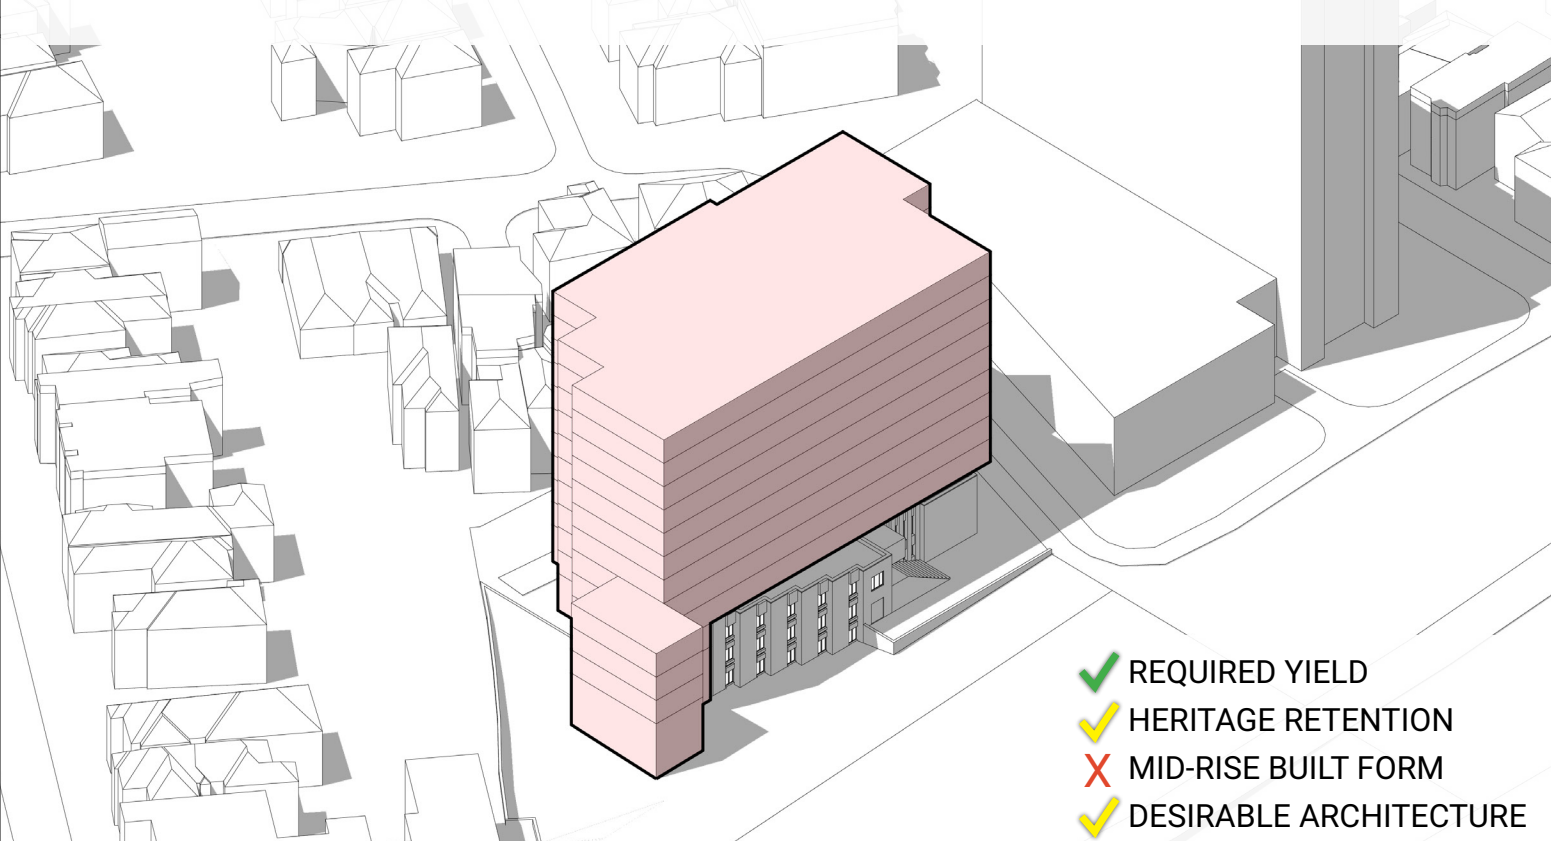 REQUIRED YIELD
HERITAGE RETENTION
X MID-RISE BUILT FORM
DESIRABLE ARCHITECTURE